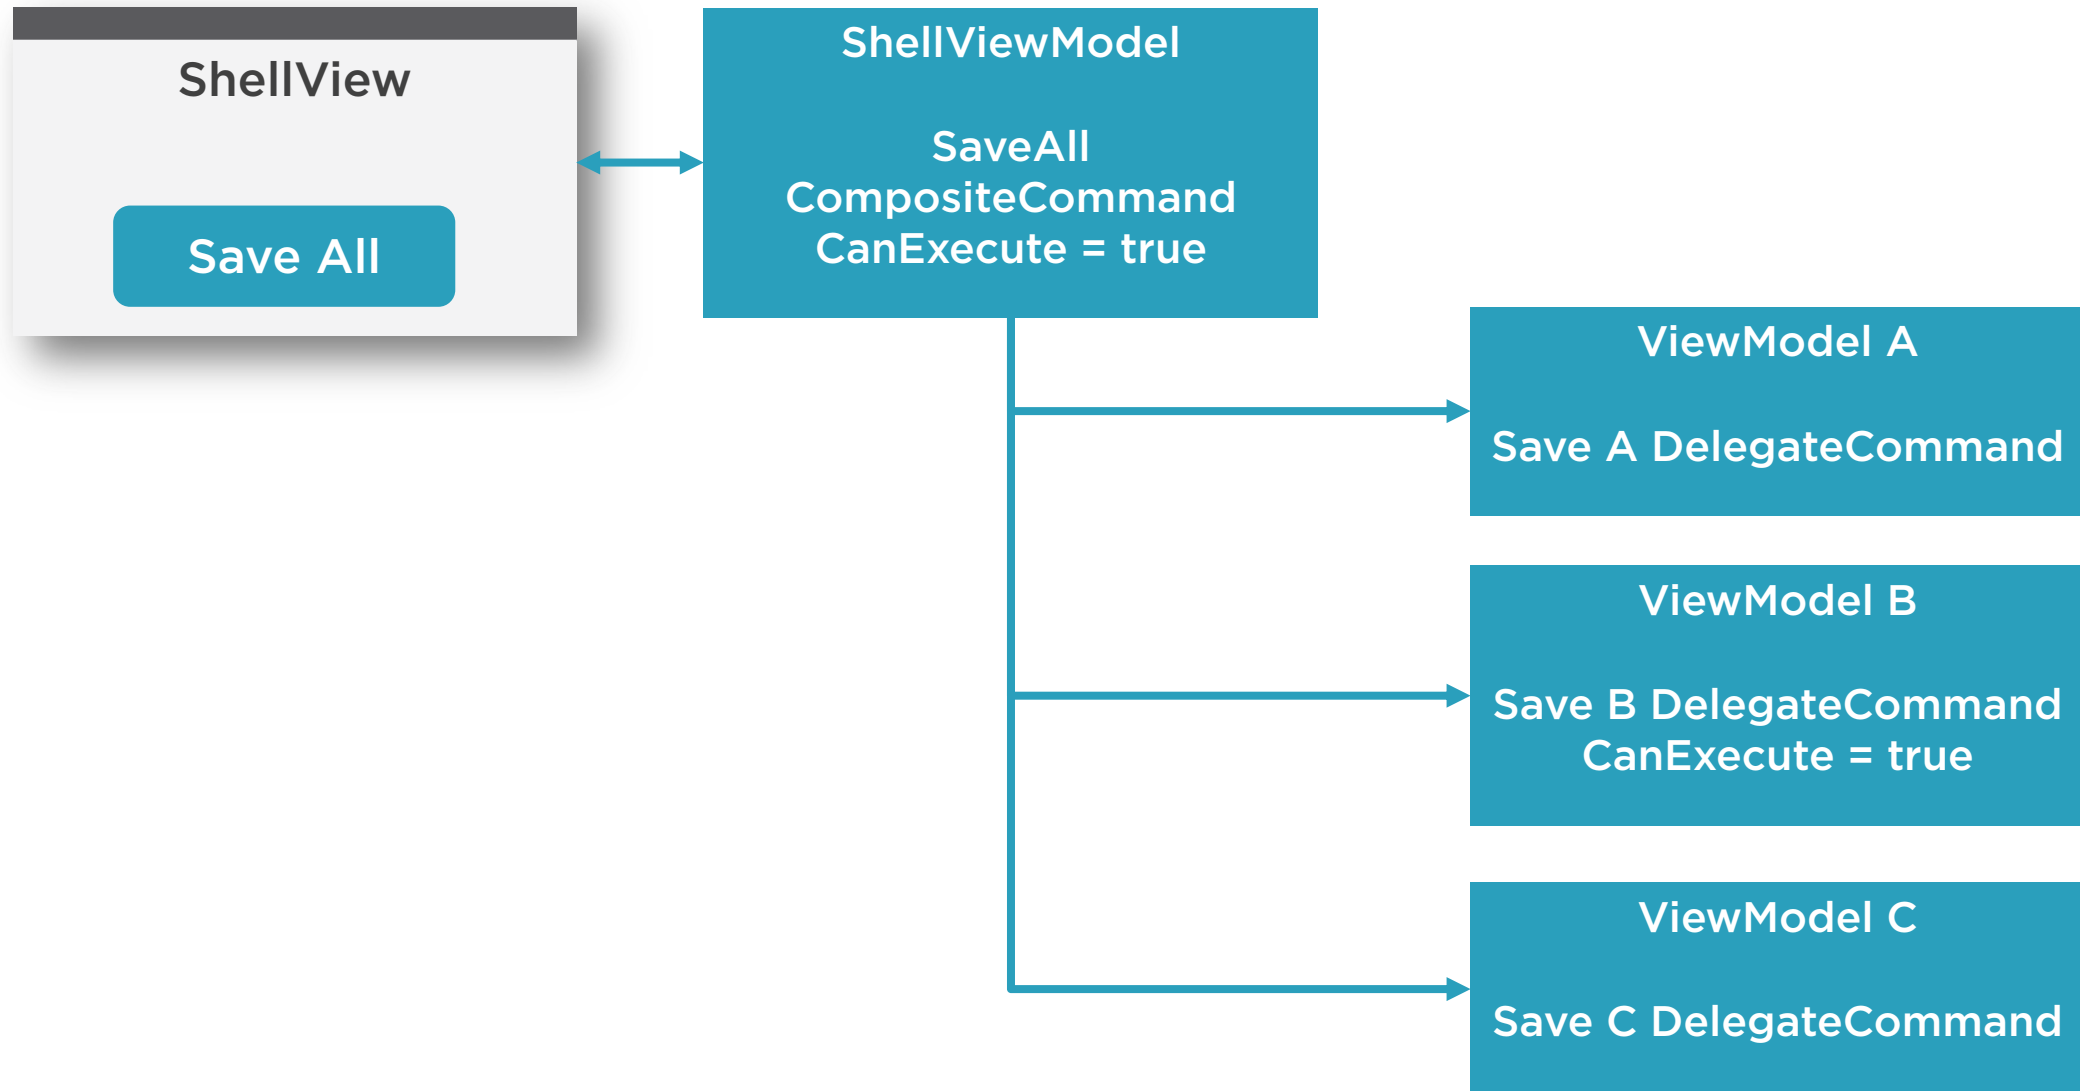 ShellView
Save All
ShellViewModel
SaveAll
CompositeCommand
CanExecute = true
ViewModel A
Save A DelegateCommand
ViewModel B
Save B DelegateCommand
CanExecute = true
ViewModel C
Save C DelegateCommand